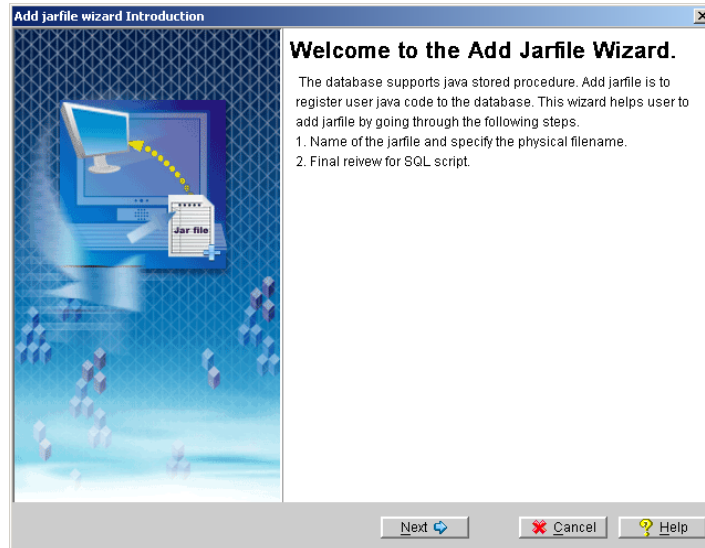 Add jarfile wizard Introduction
Welcome to the Add Jarfile Wizard.
The database supports java stored procedure. Add jarfile is to
register user java code to the database. This wizard helps user to
add jarfile by going through the following steps.
1. Name of the jarfile and specify the physical filename.
2. Final reivew for SQL script.
Jar file
Next
Cancel
Help